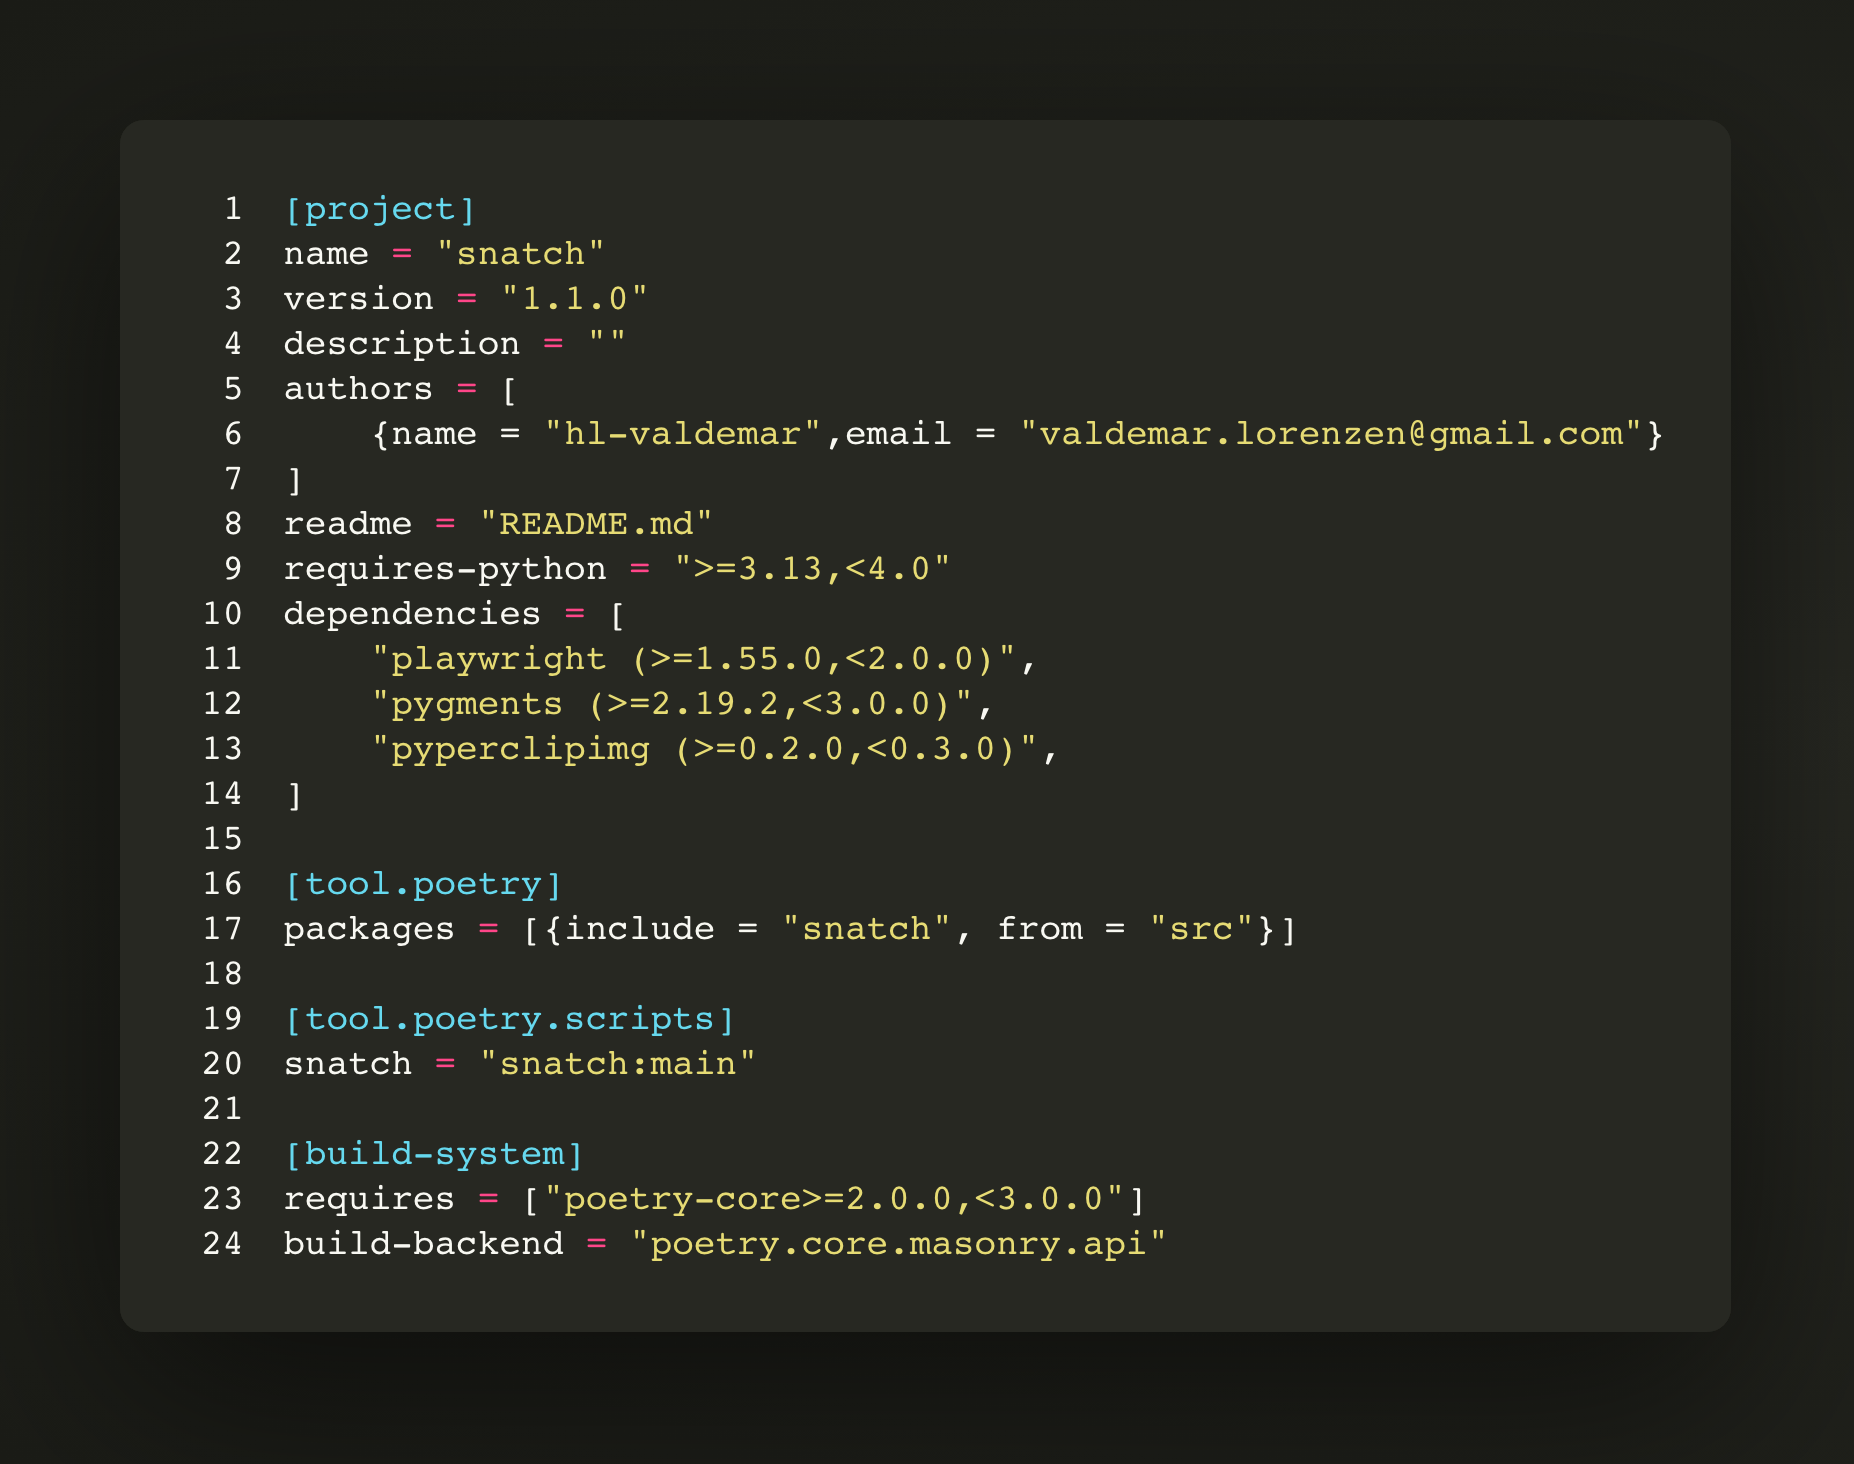 1 [project]
2 name = "snatch"
3 version = "1.1.0"
4 description = ""
5 authors = [
6     {name = "hl-valdemar",email = "valdemar.lorenzen@gmail.com"}
7 ]
8 readme = "README.md"
9 requires-python = ">=3.13,<4.0"
10 dependencies = [
11     "playwright (>=1.55.0,<2.0.0)",
12     "pygments (>=2.19.2,<3.0.0)",
13     "pyperclipimg (>=0.2.0,<0.3.0)",
14 ]
15
16 [tool.poetry]
17 packages = [{include = "snatch", from = "src"}]
18
19 [tool.poetry.scripts]
20 snatch = "snatch:main"
21
22 [build-system]
23 requires = ["poetry-core>=2.0.0,<3.0.0"]
24 build-backend = "poetry.core.masonry.api"